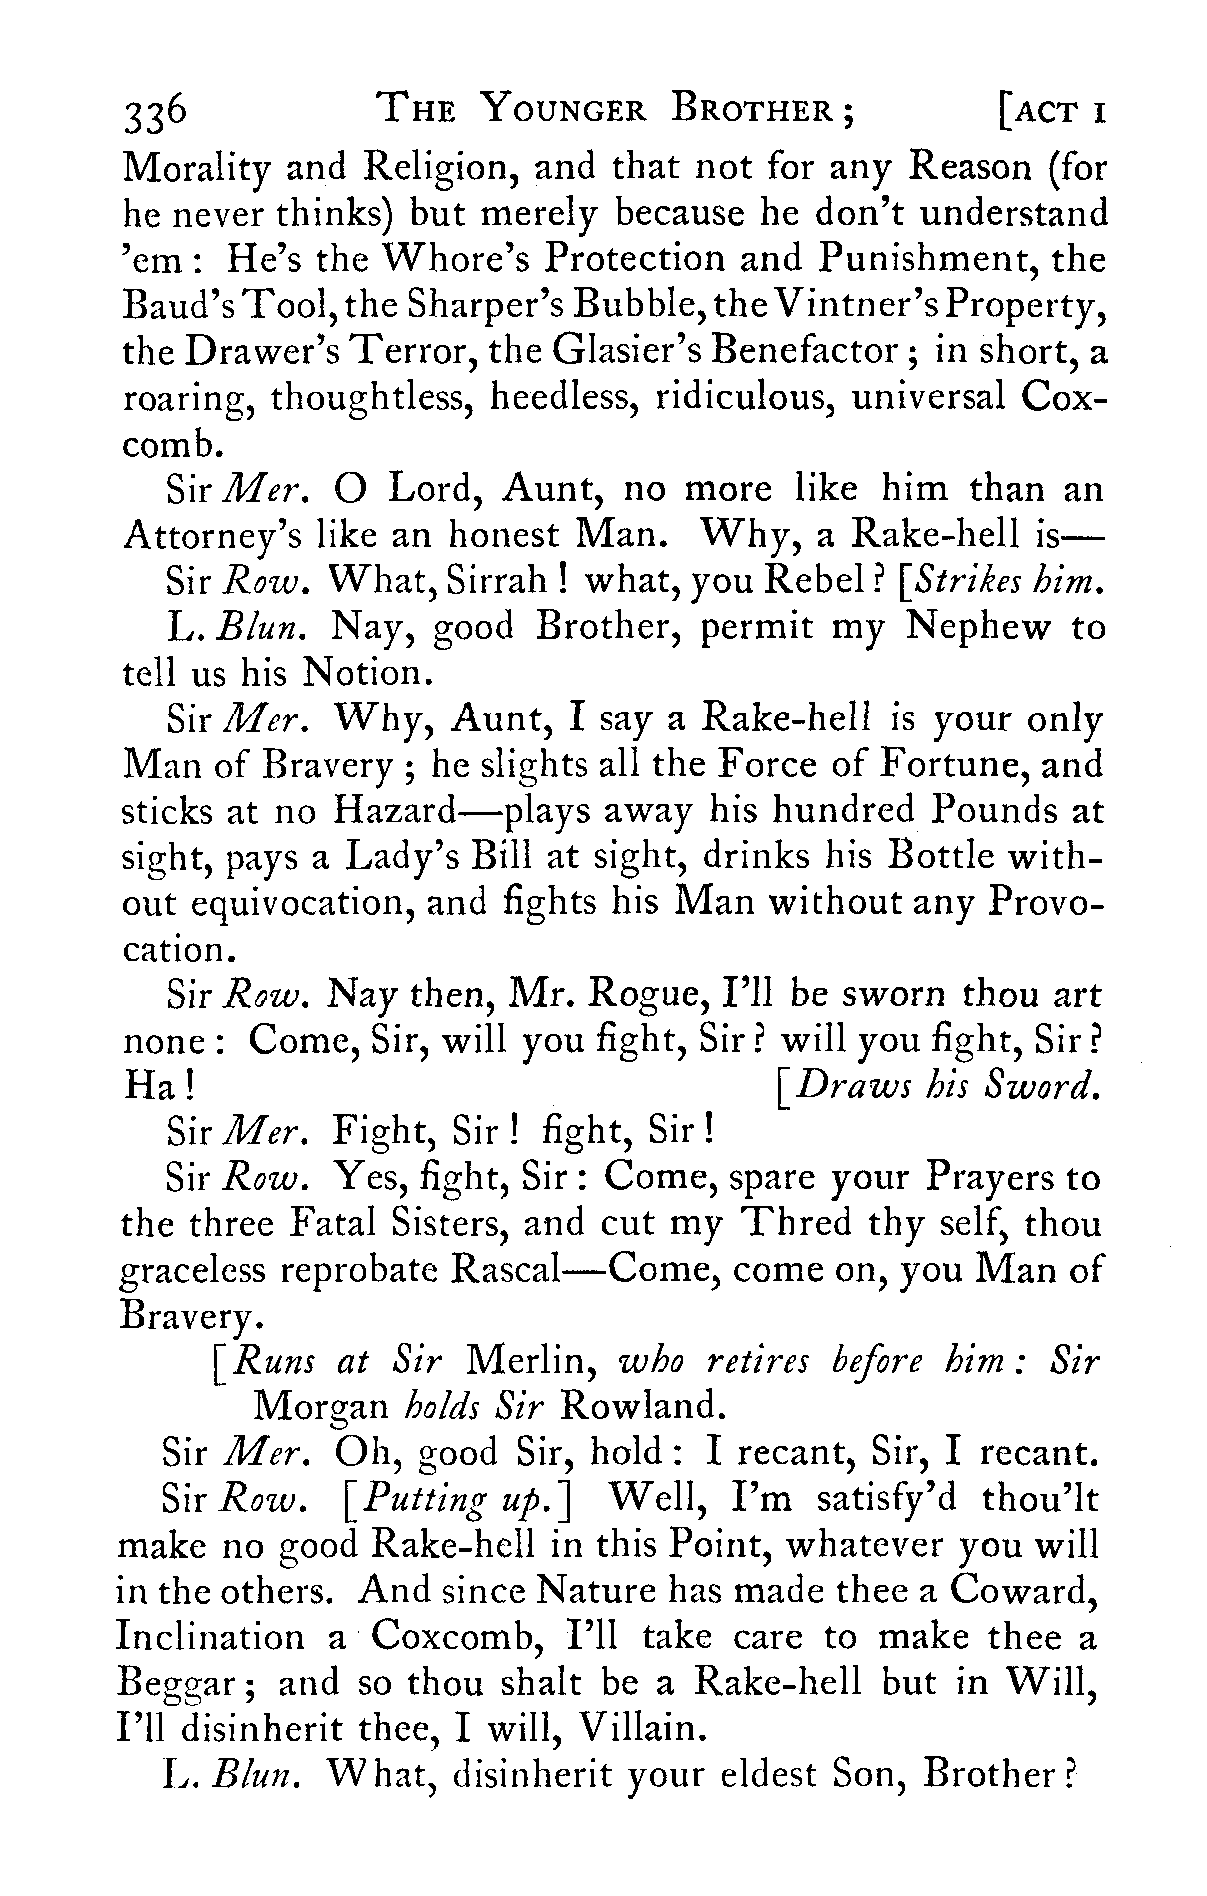 336 THE YOUNGER BROTHER; [ACT I
Morality and Religion, and that not for any Reason (for
he never thinks) but merely because he don't understand
'em: He's the Whore's Protection and Punishment, the
Baud's Tool, the Sharper's Bubble, the Vintner's Property,
the Drawer's Terror, the Glasier's Benefactor; in short, a
roaring, thoughtless, heedless, ridiculous, universal Cox-
comb.
Sir Mer. O Lord, Aunt, no more like him than an
Attorney's like an honest Man. Why, a Rake-hell is—
Sir Row. What, Sirrah! what, you Rebel? [Strikes him.
L. Blun. Nay, good Brother, permit my Nephew to
tell us his Notion.
Sir Mer. Why, Aunt, I say a Rake-hell is your only
Man of Bravery; he slights all the Force of Fortune, and
sticks at no Hazard—plays away his hundred Pounds at
sight, pays a Lady's Bill at sight, drinks his Bottle with-
out equivocation, and fights his Man without any Provo-
cation.
Sir Row. Nay then, Mr. Rogue, I'll be sworn thou art
none: Come, Sir, will you fight, Sir? will you fight, Sir?
Ha! [Draws his Sword.
Sir Mer. Fight, Sir! fight, Sir!
Sir Row. Yes, fight, Sir: Come, spare your Prayers to
the three Fatal Sisters, and cut my Thred thy self, thou
graceless reprobate Rascal—Come, come on, you Man of
Bravery.
[Runs at Sir Merlin, who retires before him: Sir
Morgan holds Sir Rowland.
Sir Mer. Oh, good Sir, hold: I recant, Sir, I recant.
Sir Row. [Putting up.] Well, I'm satisfy'd thou'lt
make no good Rake-hell in this Point, whatever you will
in the others. And since Nature has made thee a Coward,
Inclination a Coxcomb, I'll take care to make thee a
Beggar; and so thou shalt be a Rake-hell but in Will,
I'll disinherit thee, I will, Villain.
L. Blun. What, disinherit your eldest Son, Brother?